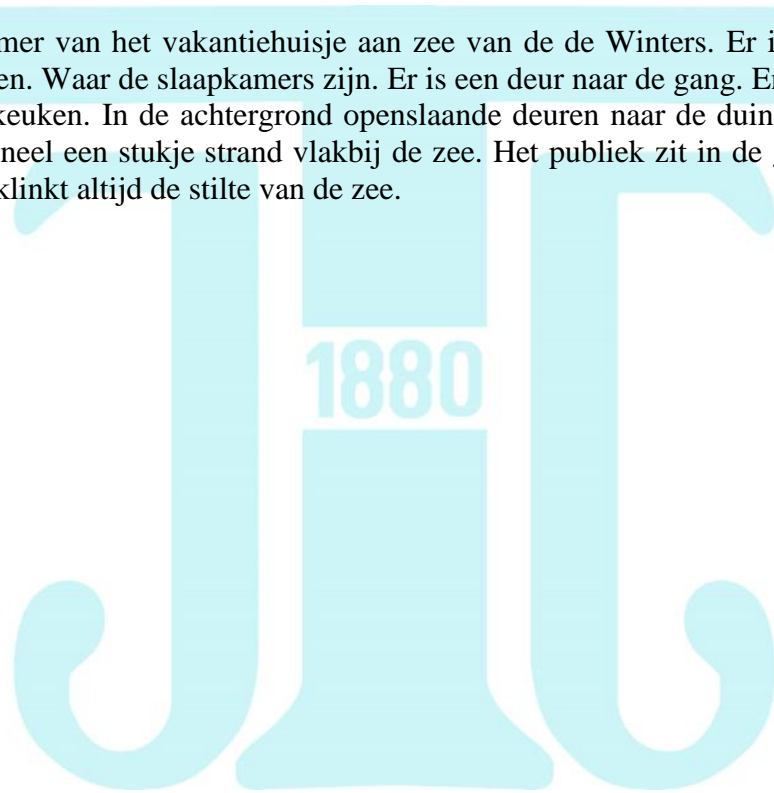 mer van het vakantiehuisje aan zee van de de Winters. Er i
en. Waar de slaapkamers zijn. Er is een deur naar de gang. Er
keuken. In de achtergrond openslaande deuren naar de duin
neel een stukje strand vlakbij de zee. Het publiek zit in de
klinkt altijd de stilte van de zee.
1880